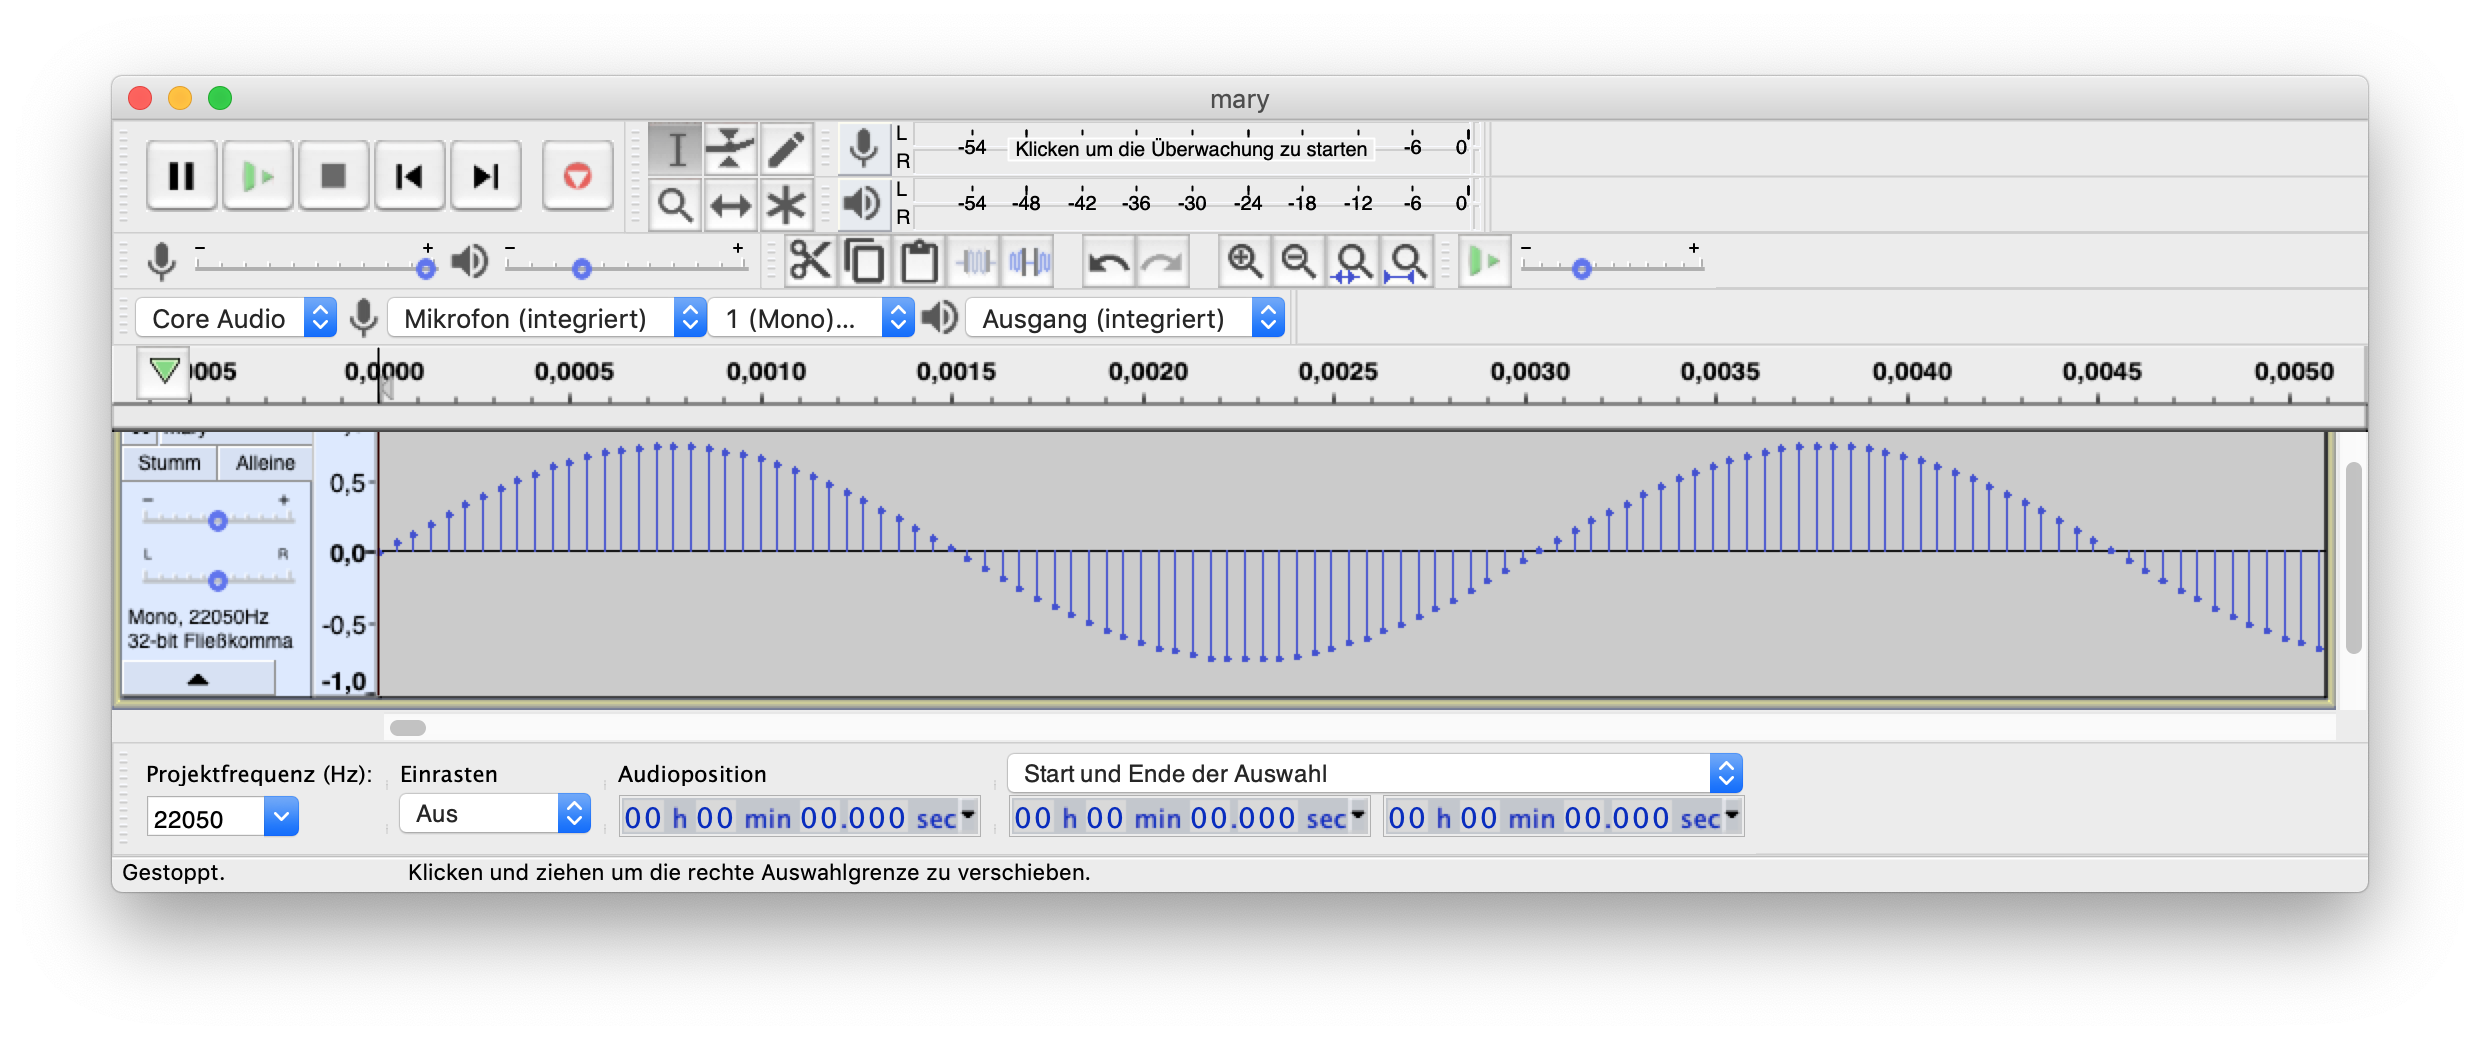 mary
L
R
-54 Klicken um die Überwachung zu starten -6 0
L
R
-54 -48 -42 -36 -30 -24 -18 -12 -6 0
- + - + - +
Core Audio Mikrofon (integriert) 1 (Mono)... Ausgang (integriert)
0005 0,0000 0,0005 0,0010 0,0015 0,0020 0,0025 0,0030 0,0035 0,0040 0,0045 0,0050
mary
Stumm Alleine
0,5
- +
L R
0,0
Mono, 22050Hz
-0,5
32-bit Fließkomma
-1,0
Projektfrequenz (Hz): Einrasten Audioposition Start und Ende der Auswahl
22050 Aus 00 h 00 min 00.000 sec 00 h 00 min 00.000 sec 00 h 00 min 00.000 sec
Gestoppt. Klicken und ziehen um die rechte Auswahlgrenze zu verschieben.